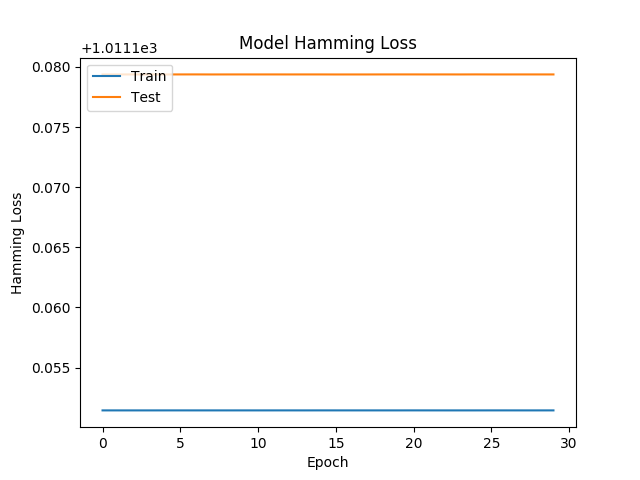 Model Hamming Loss
+1.0111e3
0.080
0.075
0.070
0.065
0.060
0.055
Hamming Loss
Train
Test
0 5 10 15 20 25 30
Epoch